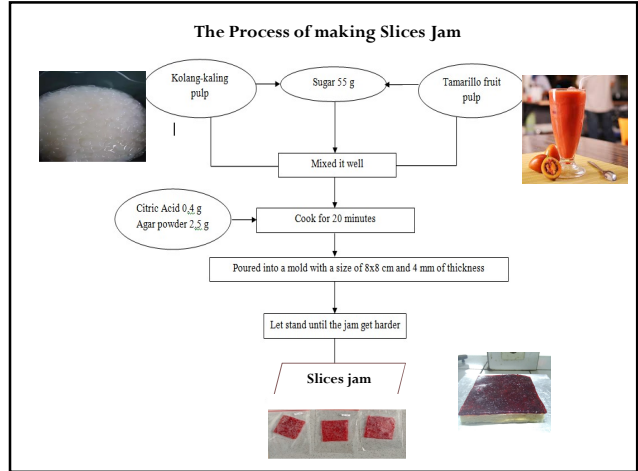 The Process of making Slices Jam
Kolang-kaling
pulp
Sugar 55 g
Tamarillo fruit
pulp
Mixed it well
Citric Acid 0,4 g
Agar powder 2,5 g
Cook for 20 minutes
Poured into a mold with a size of 8x8 cm and 4 mm of thickness
Let stand until the jam get harder
Slices jam